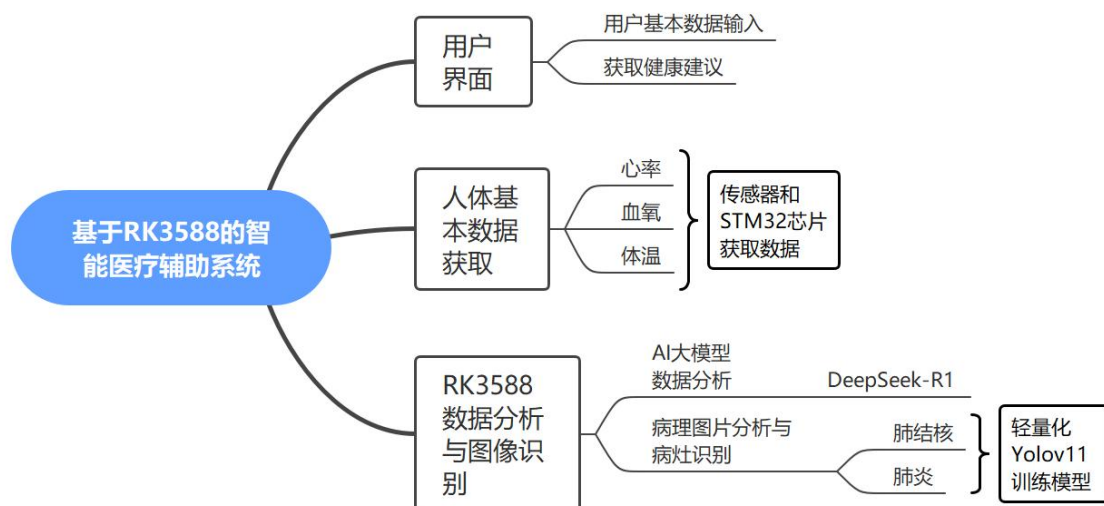 基于RK3588的智
能医疗辅助系统
用户
界面
用户基本数据输入
获取健康建议
人体基
本数据
获取
心率
血氧
体温
传感器和
STM32芯片
获取数据
RK3588
数据分析
与图像识
别
AI大模型
数据分析
DeepSeek-R1
病理图片分析与
病灶识别
肺结核
肺炎
轻量化
Yolov11
训练模型